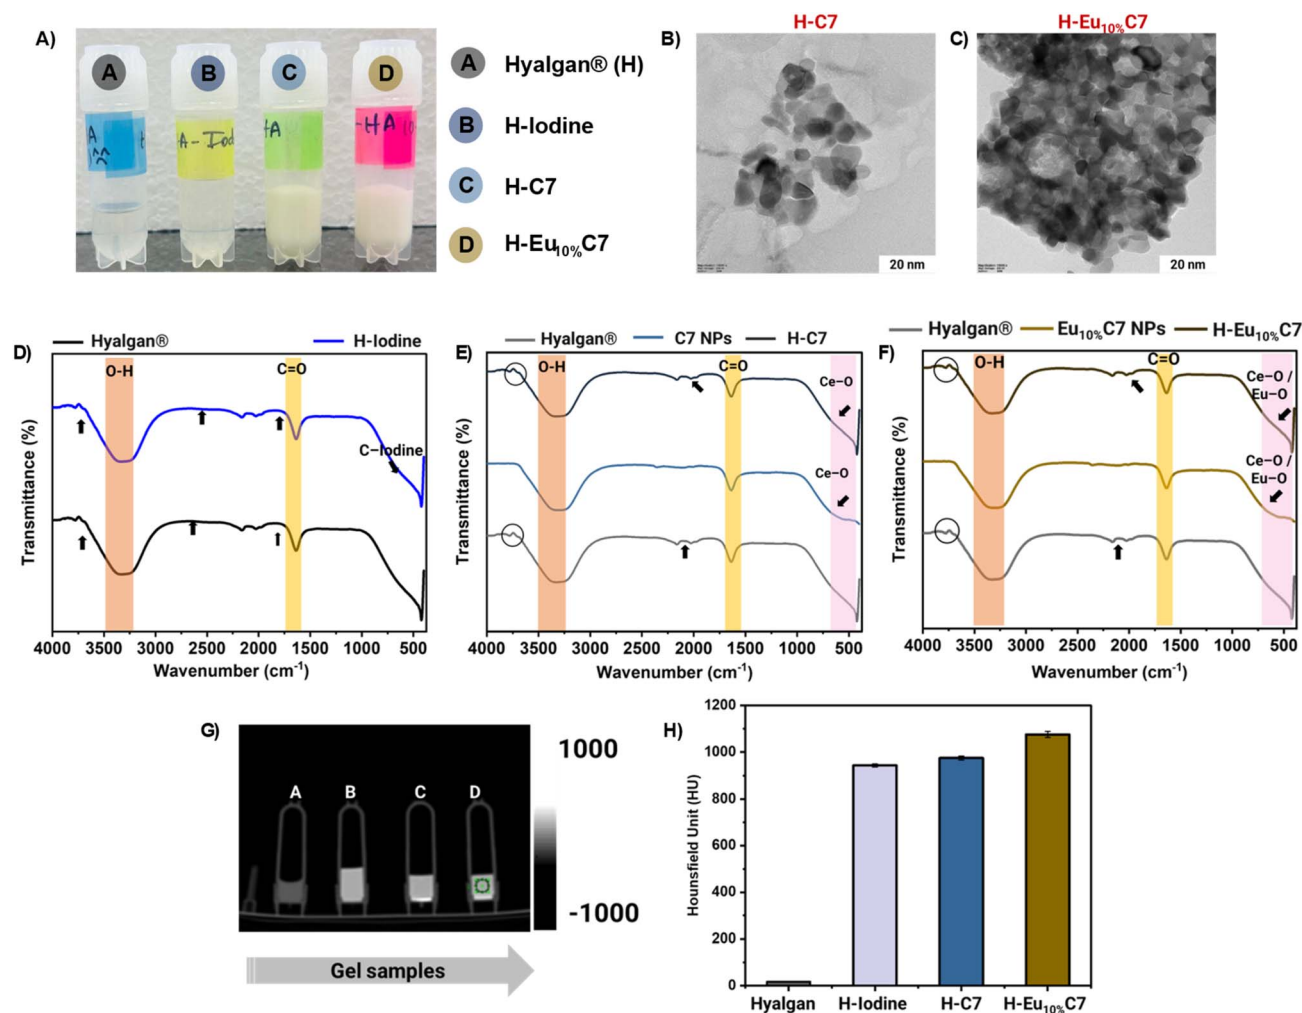 A)
A
B
C
D
A
^^
A - Iod
A
HA
A Hyalgan® (H)
B H-Iodine
C H-C7
D H-Eu10%C7
H-C7
B)
20 nm
H-Eu10%C7
C)
20 nm
D)
Hyalgan® H-Iodine
O-H
C=O
C–Iodine
Transmittance (%)
4000 3500 3000 2500 2000 1500 1000 500
Wavenumber (cm-1)
E)
Hyalgan® C7 NPs H-C7
O-H
C=O
Ce–O
Ce–O
Transmittance (%)
4000 3500 3000 2500 2000 1500 1000 500
Wavenumber (cm-1)
F)
Hyalgan® Eu10%C7 NPs H-Eu10%C7
O-H
C=O
Ce–O /
Eu–O
Ce–O /
Eu–O
Transmittance (%)
4000 3500 3000 2500 2000 1500 1000 500
Wavenumber (cm-1)
G)
A B C D
1000
-1000
Gel samples
H)
Hounsfield Unit (HU)
1200
1000
800
600
400
200
0
Hyalgan H-Iodine H-C7 H-Eu10%C7